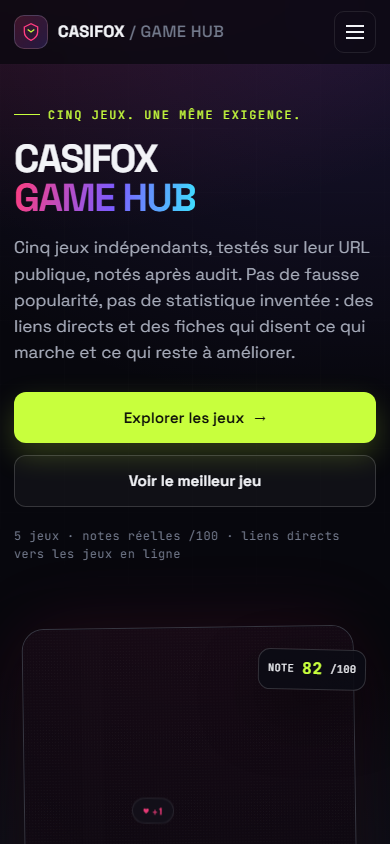 CASIFOX / GAME HUB
CINQ JEUX. UNE MÊME EXIGENCE.
CASIFOX
GAME HUB
Cinq jeux indépendants, testés sur leur URL
publique, notés après audit. Pas de fausse
popularité, pas de statistique inventée : des
liens directs et des fiches qui disent ce qui
marche et ce qui reste à améliorer.
Explorer les jeux →
Voir le meilleur jeu
5 jeux · notes réelles /100 · liens directs
vers les jeux en ligne
NOTE 82 /100
♥ +1